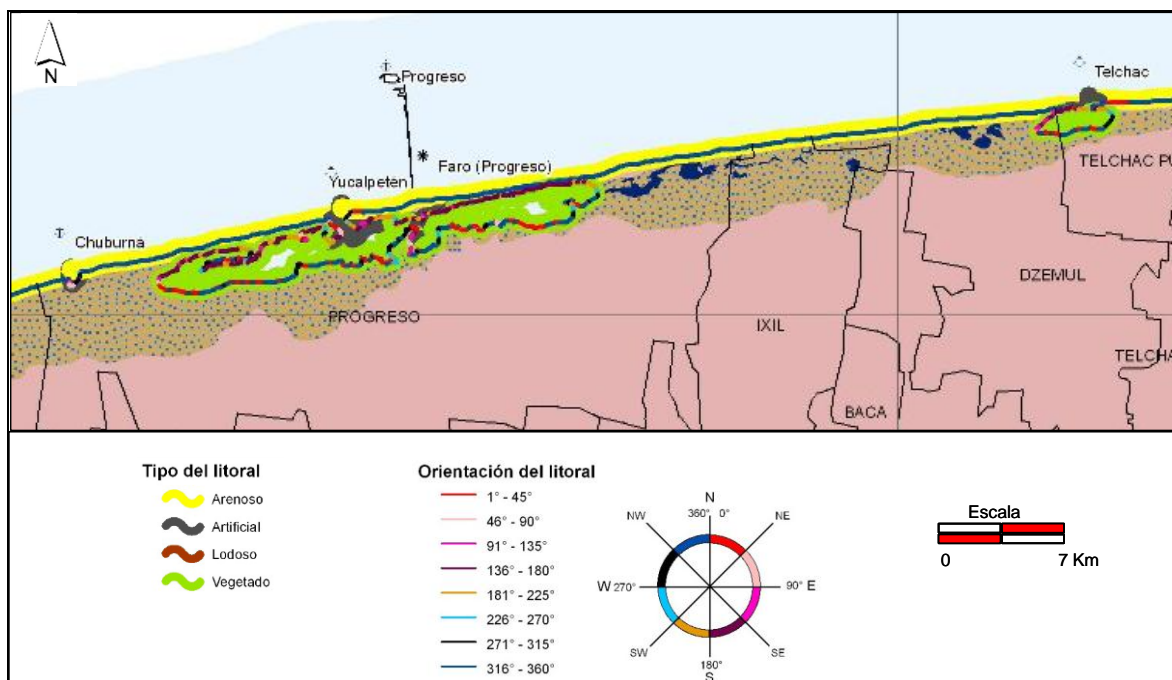 N
Progreso
Telchac
Faro (Progreso)
Yucalpetén
TELCHAC PU
Chuburná
DZEMUL
PROGRESO
IXIL
TELCHA
BACA
Tipo del litoral
Arenoso
Artificial
Lodoso
Vegetado
Orientación del litoral
1° - 45°
46° - 90°
91° - 135°
136° - 180°
181° - 225°
226° - 270°
271° - 315°
316° - 360°
N
360° 0°
NW
NE
W 270°
90° E
SW
SE
180°
S
Escala
0 7 Km